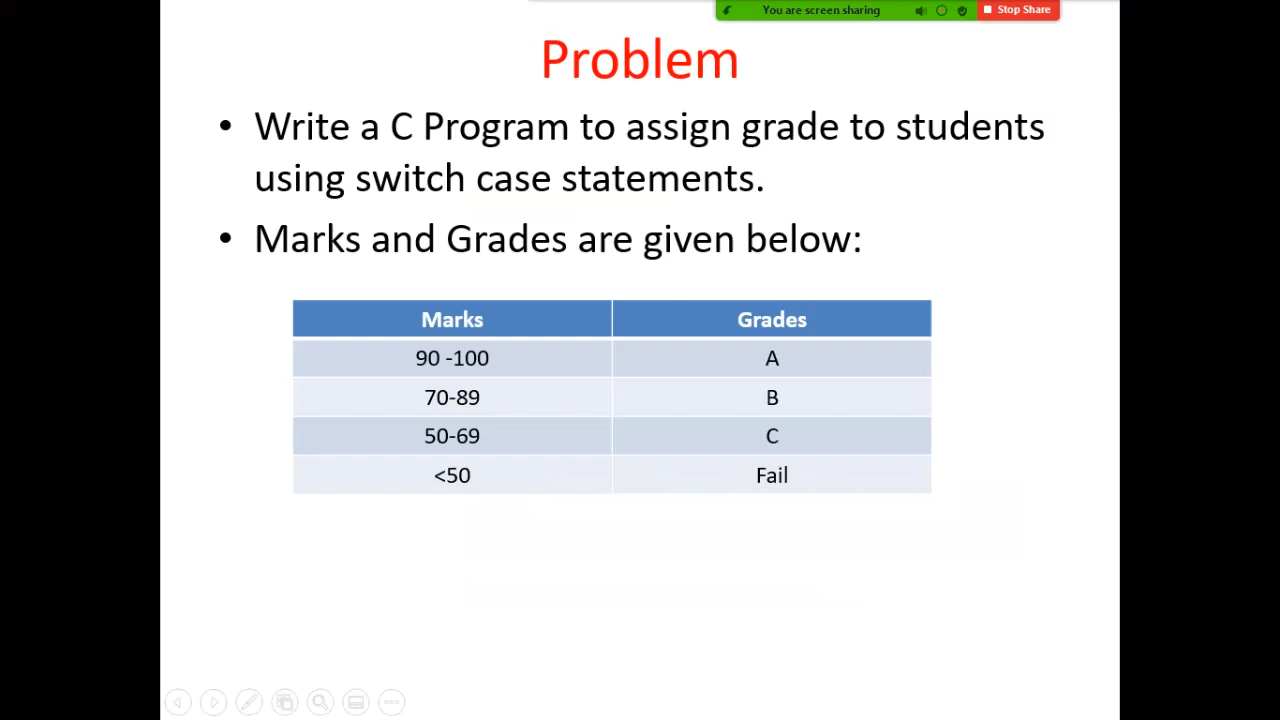 You are screen sharing
Stop Share
Problem
• Write a C Program to assign grade to students
using switch case statements.
• Marks and Grades are given below:
Marks Grades
90 -100 A
70-89 B
50-69 C
<50 Fail